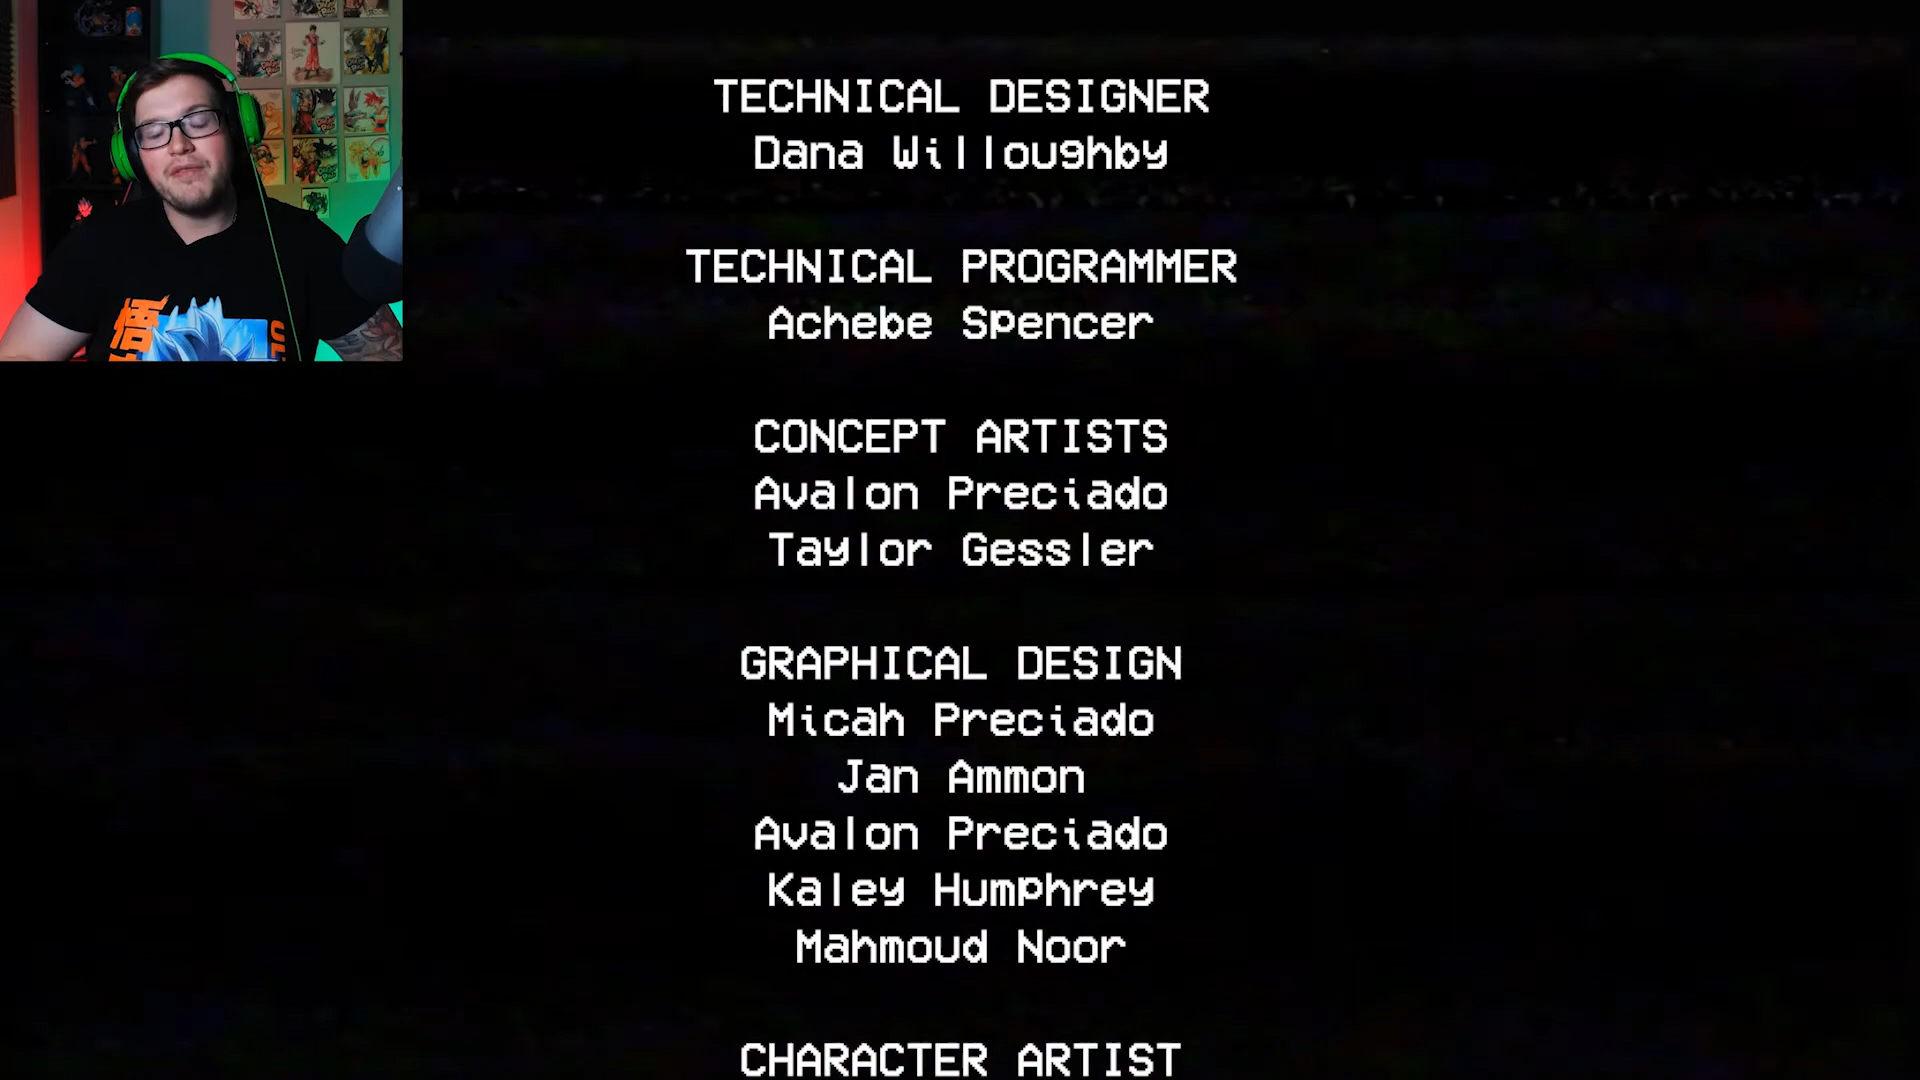 TECHNICAL DESIGNER
Dana Willoughby
TECHNICAL PROGRAMMER
Achebe Spencer
CONCEPT ARTISTS
Avalon Preciado
Taylor Gessler
GRAPHICAL DESIGN
Micah Preciado
Jan Ammon
Avalon Preciado
Kaley Humphrey
Mahmoud Noor
CHARACTER ARTIST
悟